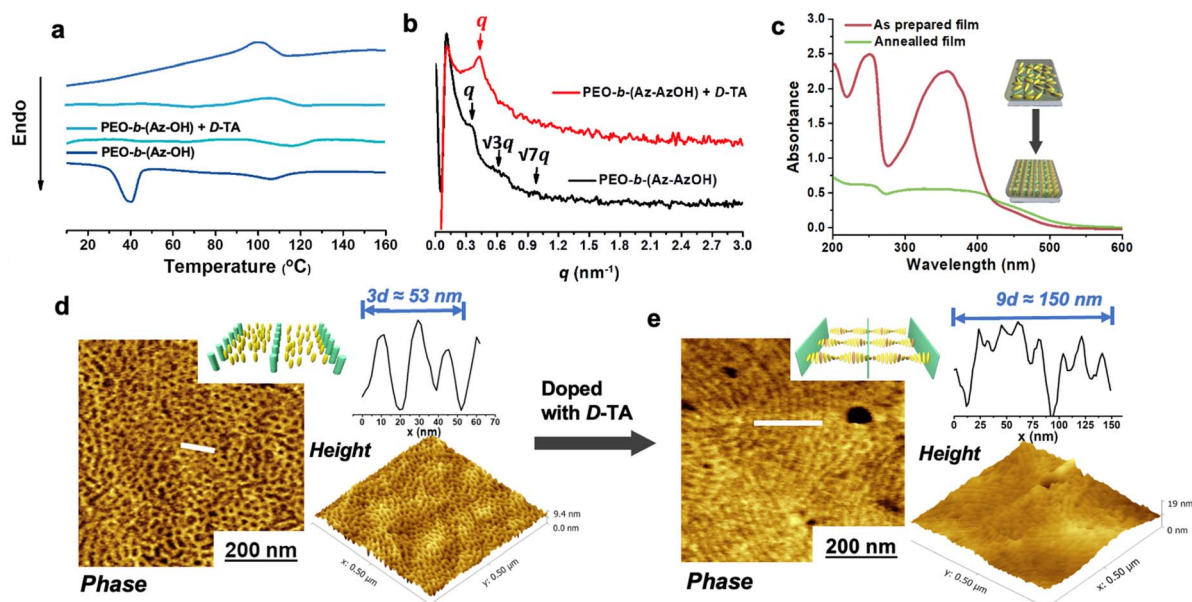 a
Endo
PEO-b-(Az-OH) + D-TA
PEO-b-(Az-OH)
20 40 60 80 100 120 140 160
Temperature (°C)
b
q
PEO-b-(Az-AzOH) + D-TA
q
√3q
√7q
PEO-b-(Az-AzOH)
0.0 0.3 0.6 0.9 1.2 1.5 1.8 2.1 2.4 2.7 3.0
q (nm⁻¹)
c
As prepared film
Annealled film
Absorbance
3.0
2.5
2.0
1.5
1.0
0.5
0.0
200 300 400 500 600
Wavelength (nm)
d
3d ≈ 53 nm
0 10 20 30 40 50 60 70
x (nm)
Height
9.4 nm
0.0 nm
x: 0.50 µm
y: 0.50 µm
200 nm
Phase
Doped
with D-TA
e
9d ≈ 150 nm
0 25 50 75 100 125 150
x (nm)
Height
19 nm
0 nm
y: 0.50 µm
x: 0.50 µm
200 nm
Phase